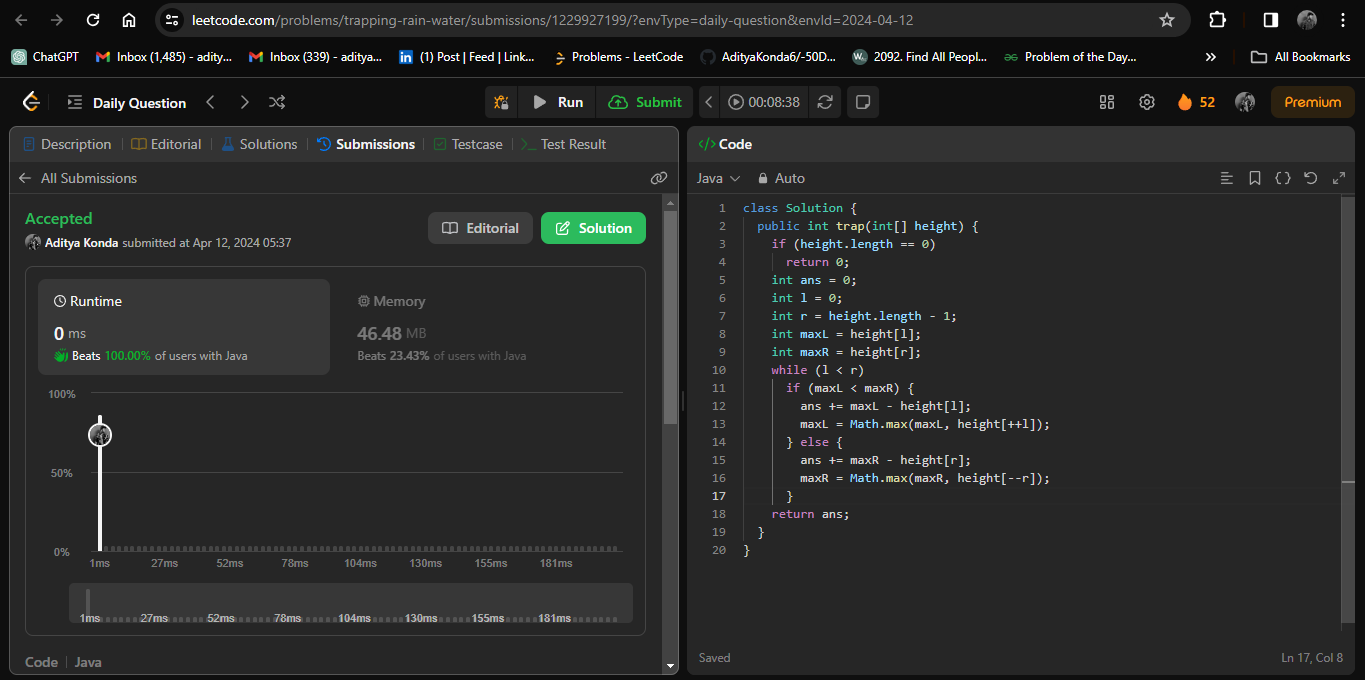 leetcode.com/problems/trapping-rain-water/submissions/1229927199/?envType=daily-question&envId=2024-04-12
ChatGPT Inbox (1,485) - adity... Inbox (339) - aditya... (1) Post | Feed | Link... Problems - LeetCode AdityaKonda6/-50D... 2092. Find All Peopl... Problem of the Day... » All Bookmarks
Daily Question Run Submit 00:08:38 52 Premium
Description Editorial Solutions Submissions Testcase Test Result
All Submissions
Accepted
Aditya Konda submitted at Apr 12, 2024 05:37
Editorial Solution
Runtime
0 ms
Beats 100.00% of users with Java
Memory
46.48 MB
Beats 23.43% of users with Java
100%
50%
0%
1ms 27ms 52ms 78ms 104ms 130ms 155ms 181ms
1ms 27ms 52ms 78ms 104ms 130ms 155ms 181ms
Code Java
</> Code
Java Auto
1 class Solution {
2 public int trap(int[] height) {
3 if (height.length == 0)
4 return 0;
5 int ans = 0;
6 int l = 0;
7 int r = height.length - 1;
8 int maxL = height[l];
9 int maxR = height[r];
10 while (l < r)
11 if (maxL < maxR) {
12 ans += maxL - height[l];
13 maxL = Math.max(maxL, height[++l]);
14 } else {
15 ans += maxR - height[r];
16 maxR = Math.max(maxR, height[--r]);
17 }
18 return ans;
19 }
20 }
Saved Ln 17, Col 8